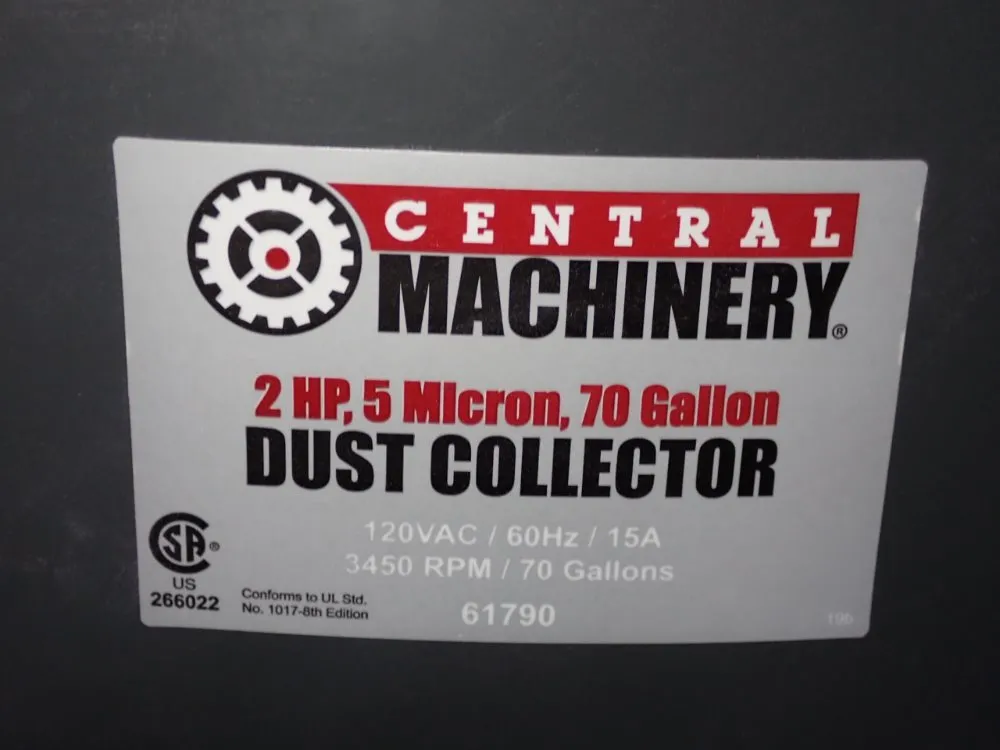 CENTRAL
MACHINERY®
2 HP, 5 MIcron, 70 Gallon
DUST COLLECTOR
120VAC / 60Hz / 15A
3450 RPM / 70 Gallons
61790
SA®
US
266022
Conforms to UL Std.
No. 1017-8th Edition